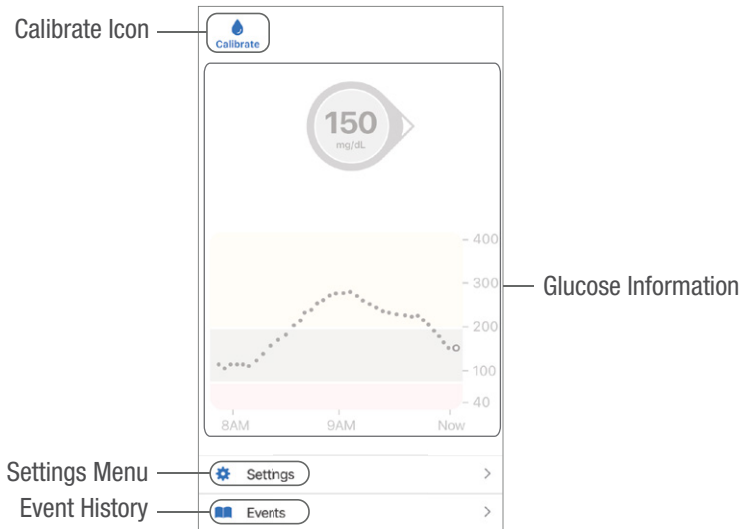 Calibrate Icon
Calibrate
150
mg/dL
400
300
Glucose Information
200
100
40
8AM 9AM Now
Settings Menu
Settings
Event History
Events